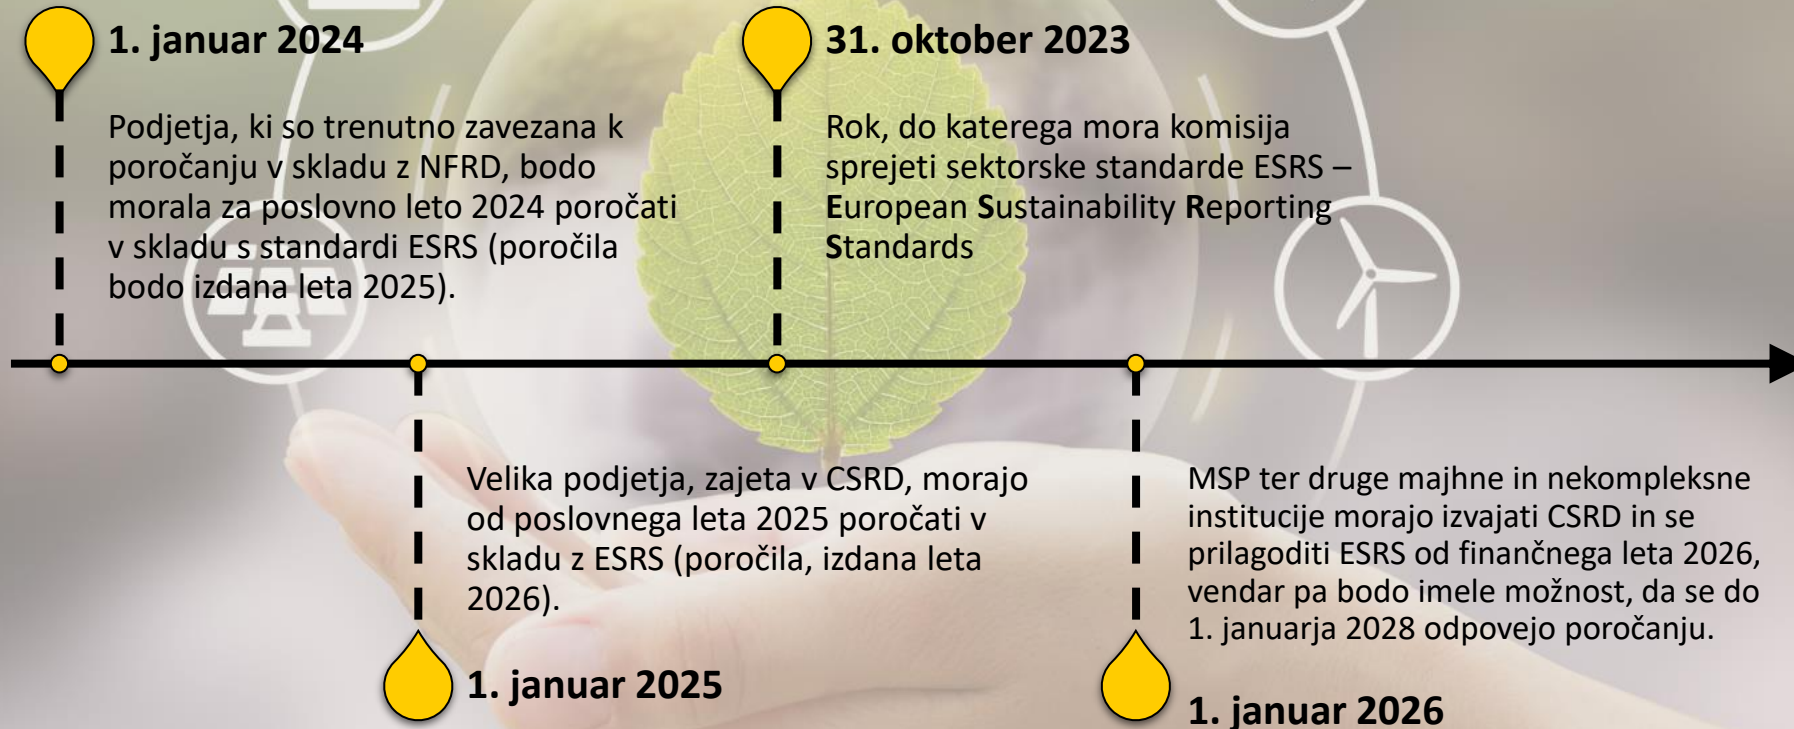 1. januar 2024
Podjetja, ki so trenutno zavezana k
poročanju v skladu z NFRD, bodo
morala za poslovno leto 2024 poročati
v skladu s standardi ESRS (poročila
bodo izdana leta 2025).
31. oktober 2023
Rok, do katerega mora komisija
sprejeti sektorske standarde ESRS –
European Sustainability Reporting
Standards
Velika podjetja, zajeta v CSRD, morajo
od poslovnega leta 2025 poročati v
skladu z ESRS (poročila, izdana leta
2026).
1. januar 2025
MSP ter druge majhne in nekompleksne
institucije morajo izvajati CSRD in se
prilagoditi ESRS od finančnega leta 2026,
vendar pa bodo imele možnost, da se do
1. januarja 2028 odpovejo poročanju.
1. januar 2026